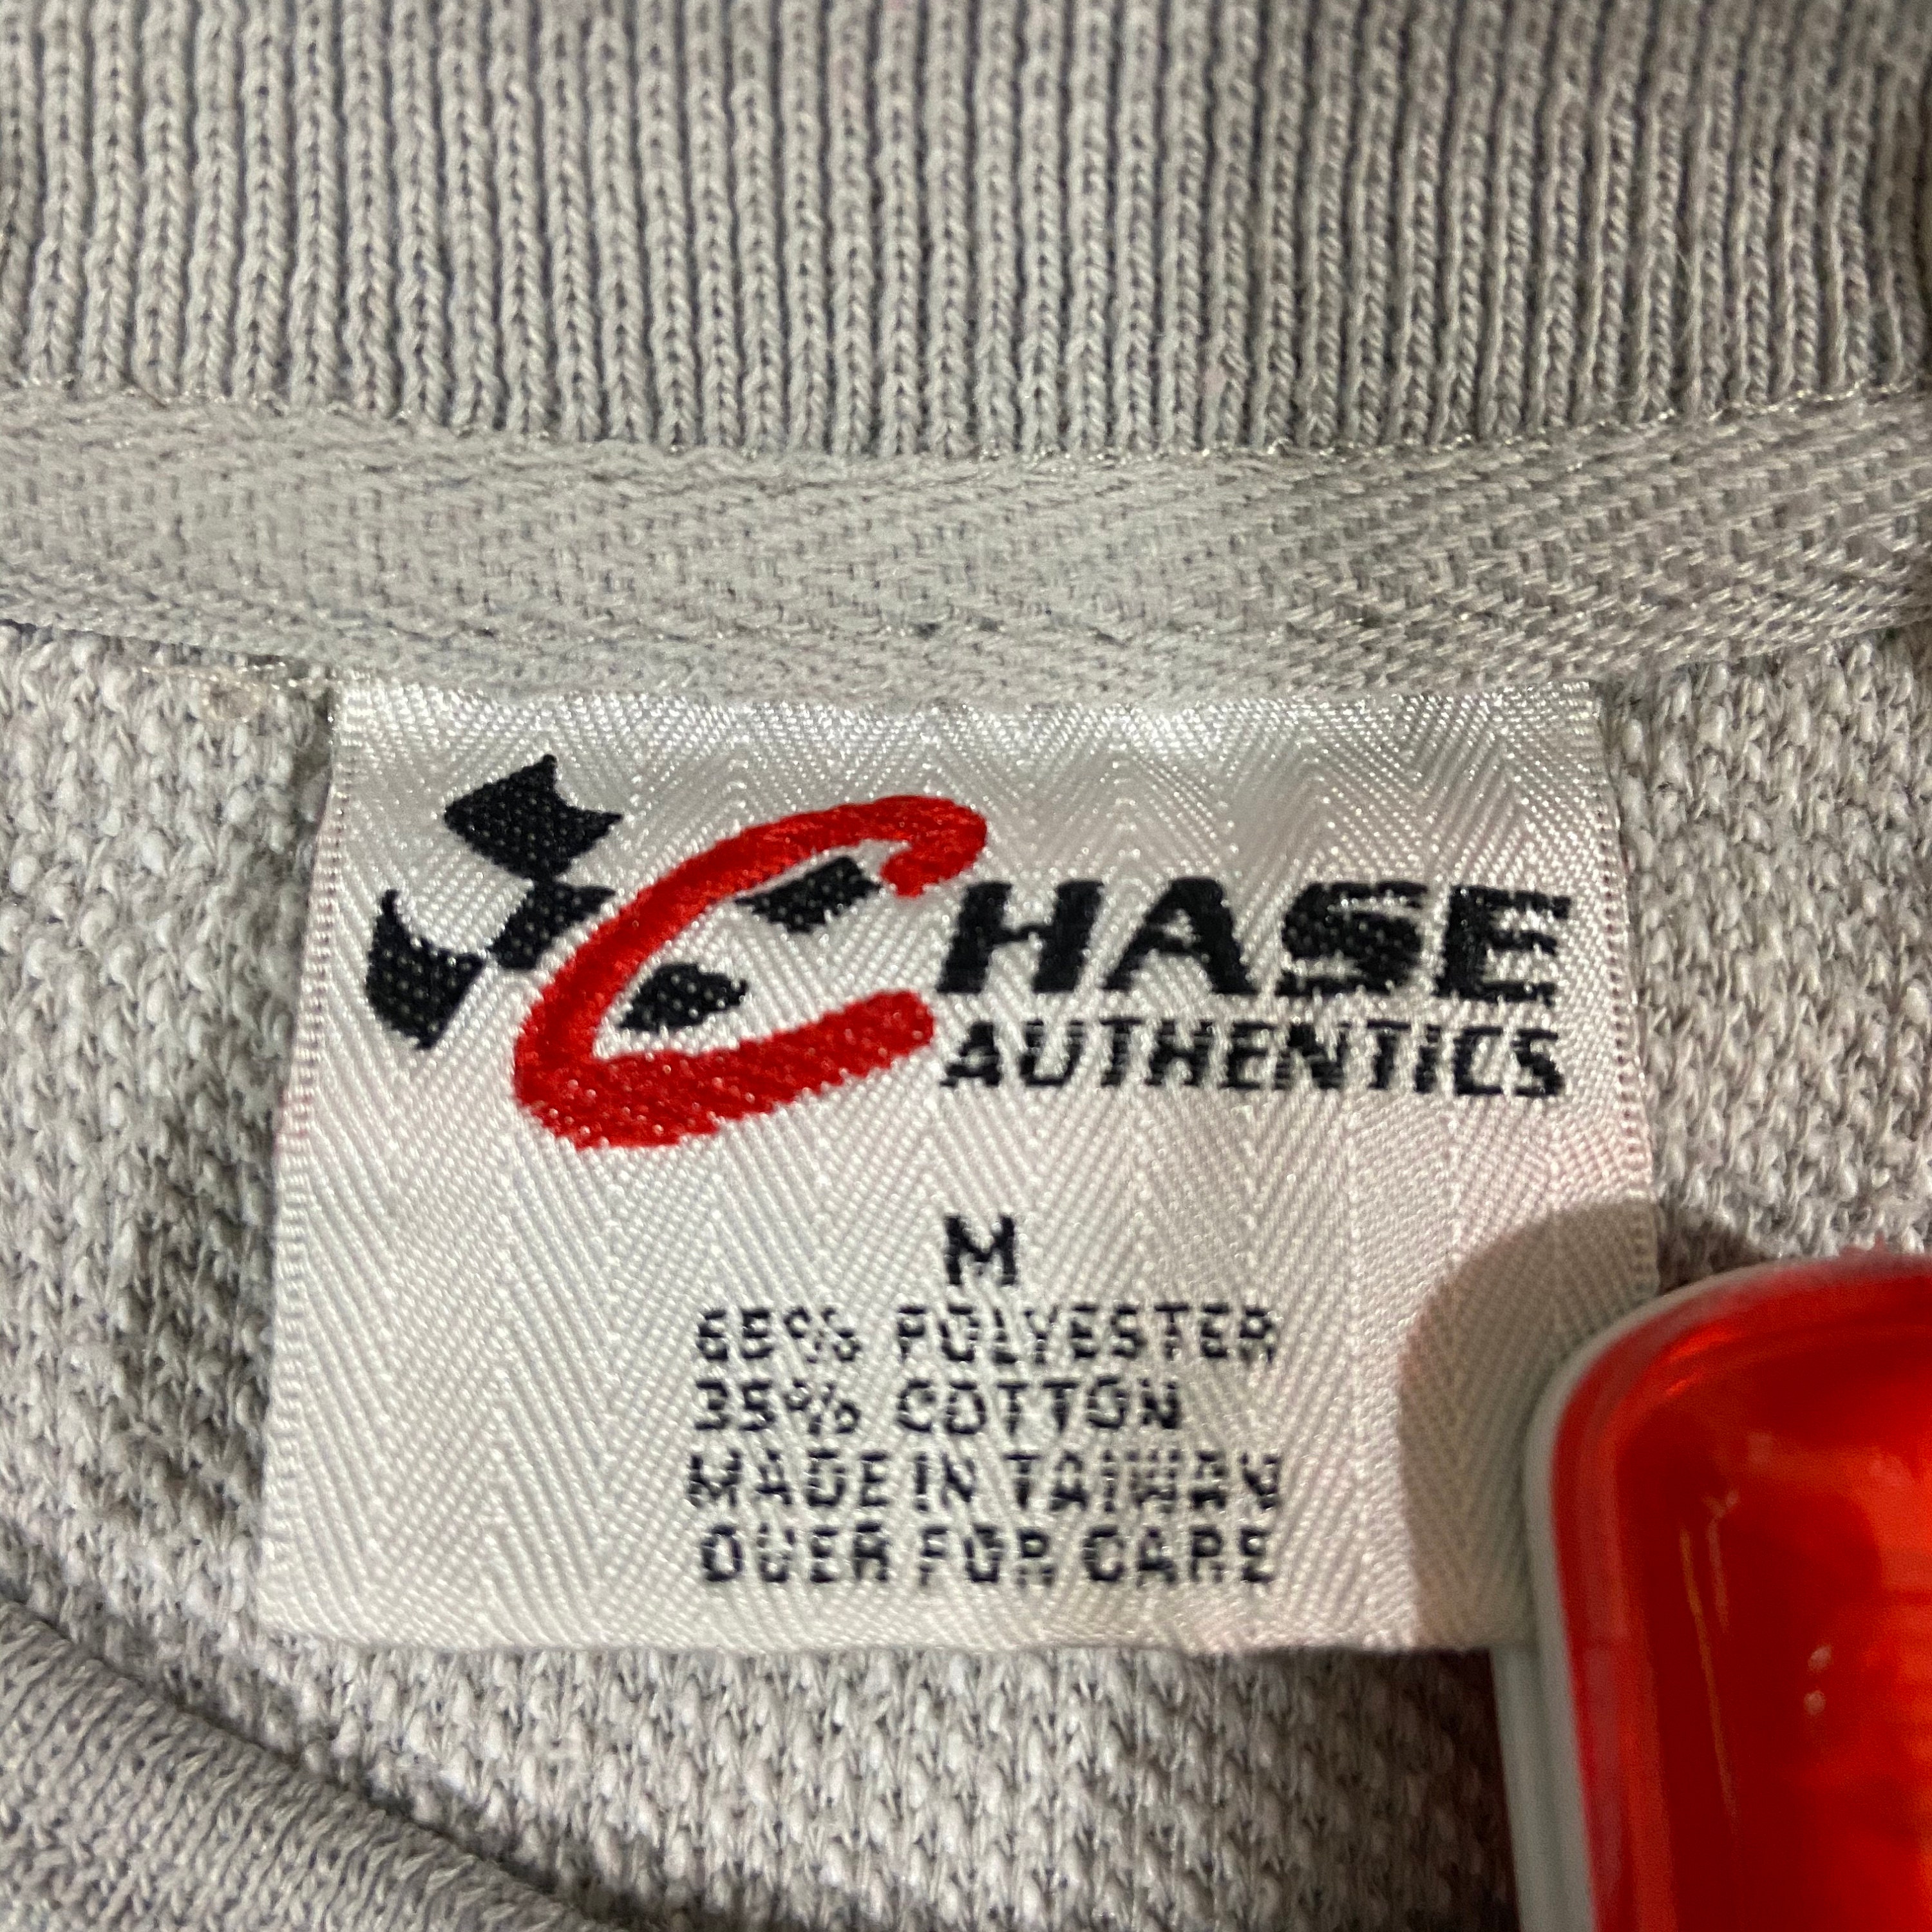 CHASE
AUTHENTICS
M
65% POLYESTER
35% COTTON
MADE IN TAIWAN
OVER FOR CARE